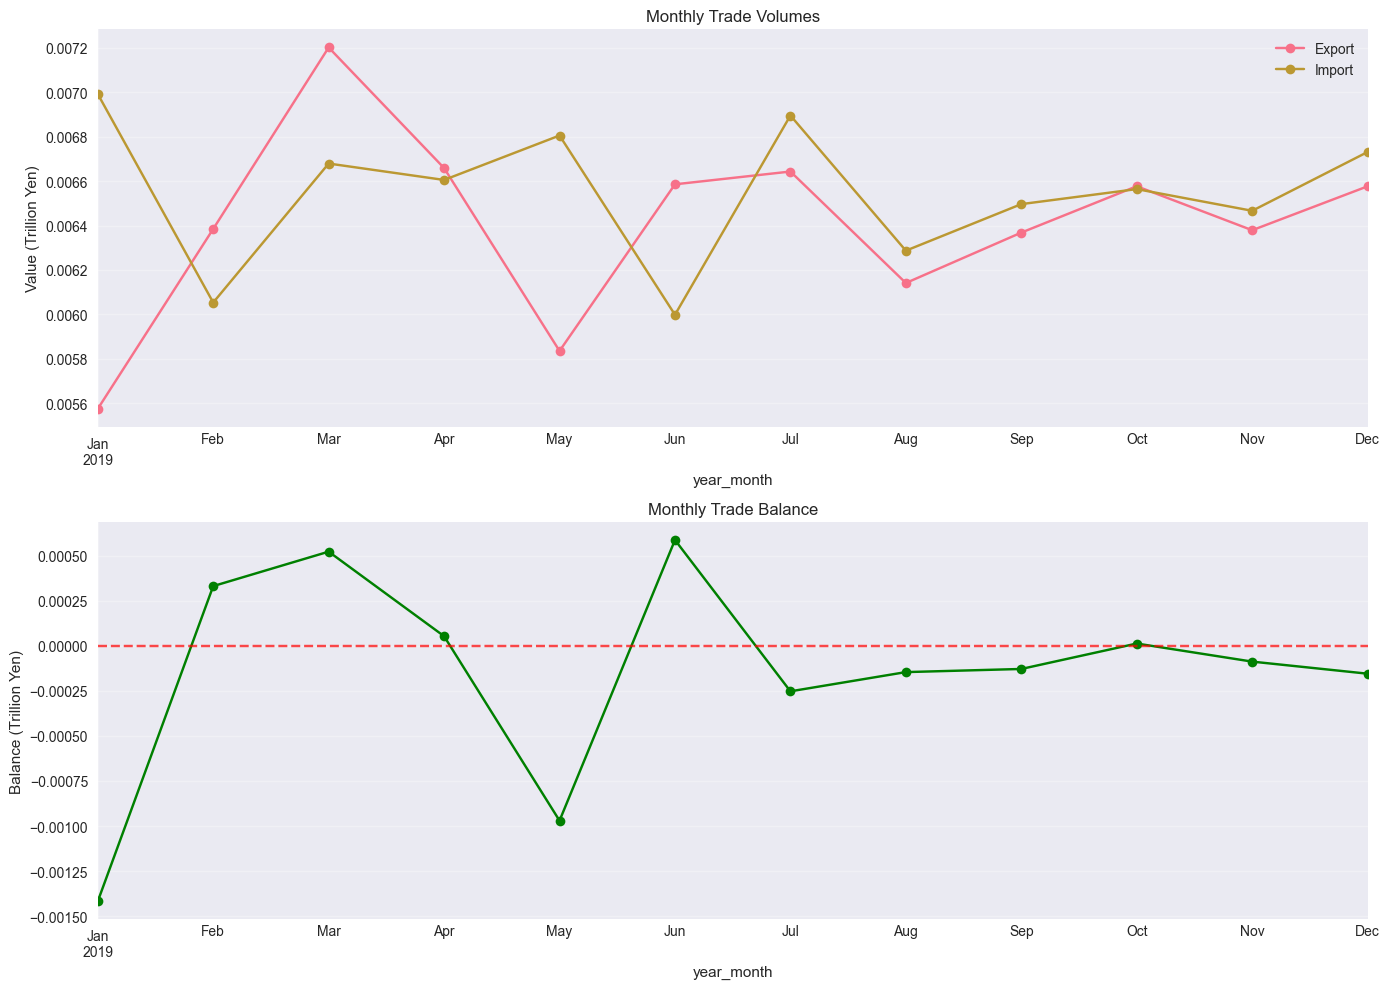 Monthly Trade Volumes
Value (Trillion Yen)
0.0072
0.0070
0.0068
0.0066
0.0064
0.0062
0.0060
0.0058
0.0056
Export
Import
Jan Feb Mar Apr May Jun Jul Aug Sep Oct Nov Dec
2019
year_month
Monthly Trade Balance
Balance (Trillion Yen)
0.00050
0.00025
0.00000
−0.00025
−0.00050
−0.00075
−0.00100
−0.00125
−0.00150
Jan Feb Mar Apr May Jun Jul Aug Sep Oct Nov Dec
2019
year_month